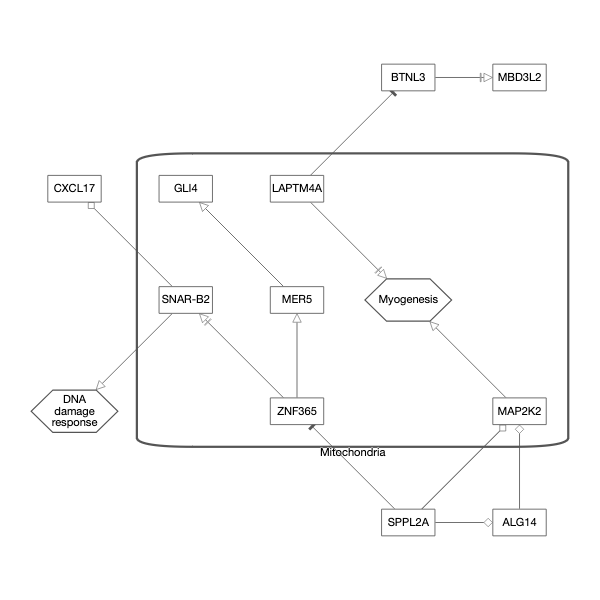 BTNL3
MBD3L2
CXCL17
GLI4
LAPTM4A
SNAR-B2
MER5
Myogenesis
DNA
damage
response
ZNF365
MAP2K2
Mitochondria
SPPL2A
ALG14